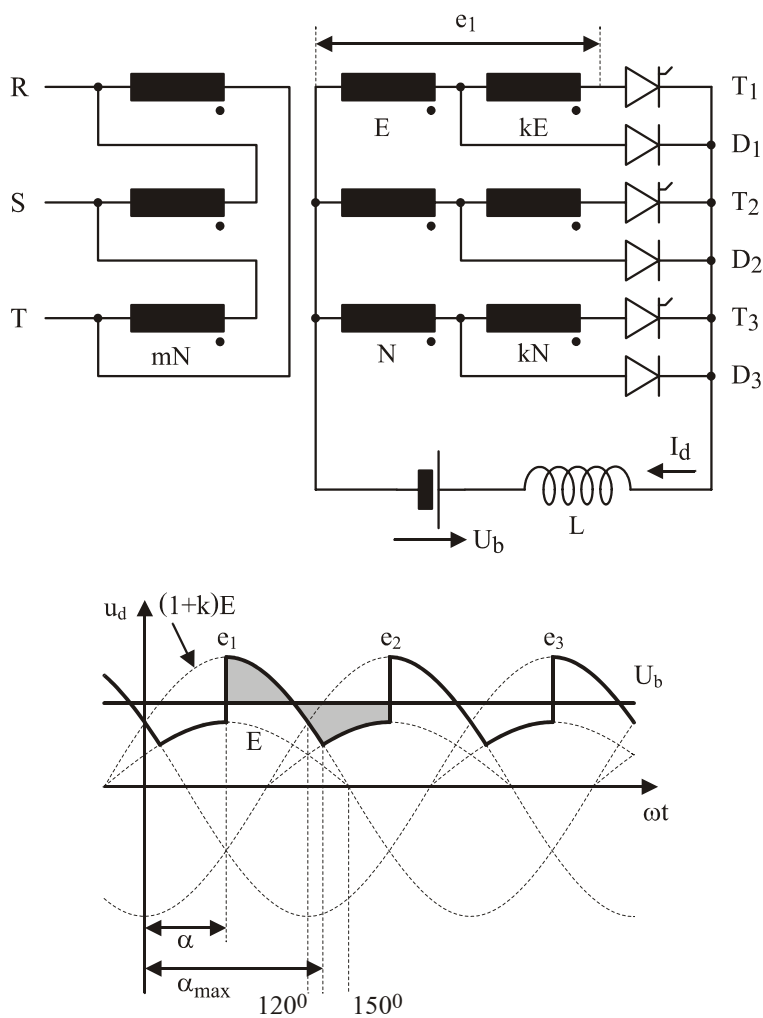 e1
R
T1
E
kE
D1
S
T2
D2
T
T3
mN
N
kN
D3
Id
L
Ub
ud
(1+k)E
e1
e2
e3
Ub
E
ωt
α
αmax
120⁰
150⁰